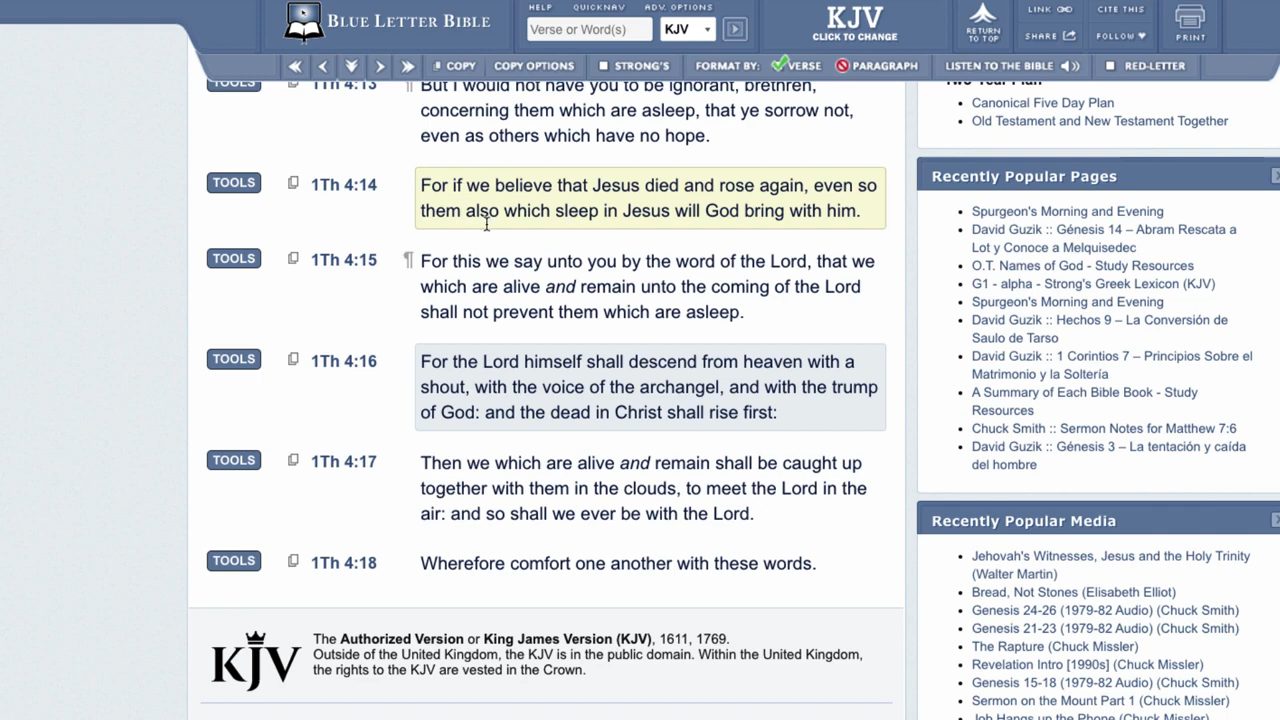 BLUE LETTER BIBLE
HELP QUICKNAV ADV. OPTIONS
Verse or Word(s) KJV
KJV
CLICK TO CHANGE
RETURN
TO TOP
LINK CITE THIS
SHARE FOLLOW
PRINT
COPY COPY OPTIONS STRONG'S FORMAT BY: VERSE PARAGRAPH LISTEN TO THE BIBLE RED-LETTER
TOOLS 1Th 4:13 ¶ But I would not have you to be ignorant, brethren,
concerning them which are asleep, that ye sorrow not,
even as others which have no hope.
TOOLS 1Th 4:14 For if we believe that Jesus died and rose again, even so
them also which sleep in Jesus will God bring with him.
TOOLS 1Th 4:15 ¶ For this we say unto you by the word of the Lord, that we
which are alive and remain unto the coming of the Lord
shall not prevent them which are asleep.
TOOLS 1Th 4:16 For the Lord himself shall descend from heaven with a
shout, with the voice of the archangel, and with the trump
of God: and the dead in Christ shall rise first:
TOOLS 1Th 4:17 Then we which are alive and remain shall be caught up
together with them in the clouds, to meet the Lord in the
air: and so shall we ever be with the Lord.
TOOLS 1Th 4:18 Wherefore comfort one another with these words.
KJV
The Authorized Version or King James Version (KJV), 1611, 1769.
Outside of the United Kingdom, the KJV is in the public domain. Within the United Kingdom,
the rights to the KJV are vested in the Crown.
Two-Year Plan
Canonical Five Day Plan
Old Testament and New Testament Together
Recently Popular Pages
Spurgeon's Morning and Evening
David Guzik :: Génesis 14 – Abram Rescata a
Lot y Conoce a Melquisedec
O.T. Names of God - Study Resources
G1 - alpha - Strong's Greek Lexicon (KJV)
Spurgeon's Morning and Evening
David Guzik :: Hechos 9 – La Conversión de
Saulo de Tarso
David Guzik :: 1 Corintios 7 – Principios Sobre el
Matrimonio y la Soltería
A Summary of Each Bible Book - Study
Resources
Chuck Smith :: Sermon Notes for Matthew 7:6
David Guzik :: Génesis 3 – La tentación y caída
del hombre
Recently Popular Media
Jehovah's Witnesses, Jesus and the Holy Trinity
(Walter Martin)
Bread, Not Stones (Elisabeth Elliot)
Genesis 24-26 (1979-82 Audio) (Chuck Smith)
Genesis 21-23 (1979-82 Audio) (Chuck Smith)
The Rapture (Chuck Missler)
Revelation Intro [1990s] (Chuck Missler)
Genesis 15-18 (1979-82 Audio) (Chuck Smith)
Sermon on the Mount Part 1 (Chuck Missler)
Job Hangs up the Phone (Chuck Missler)